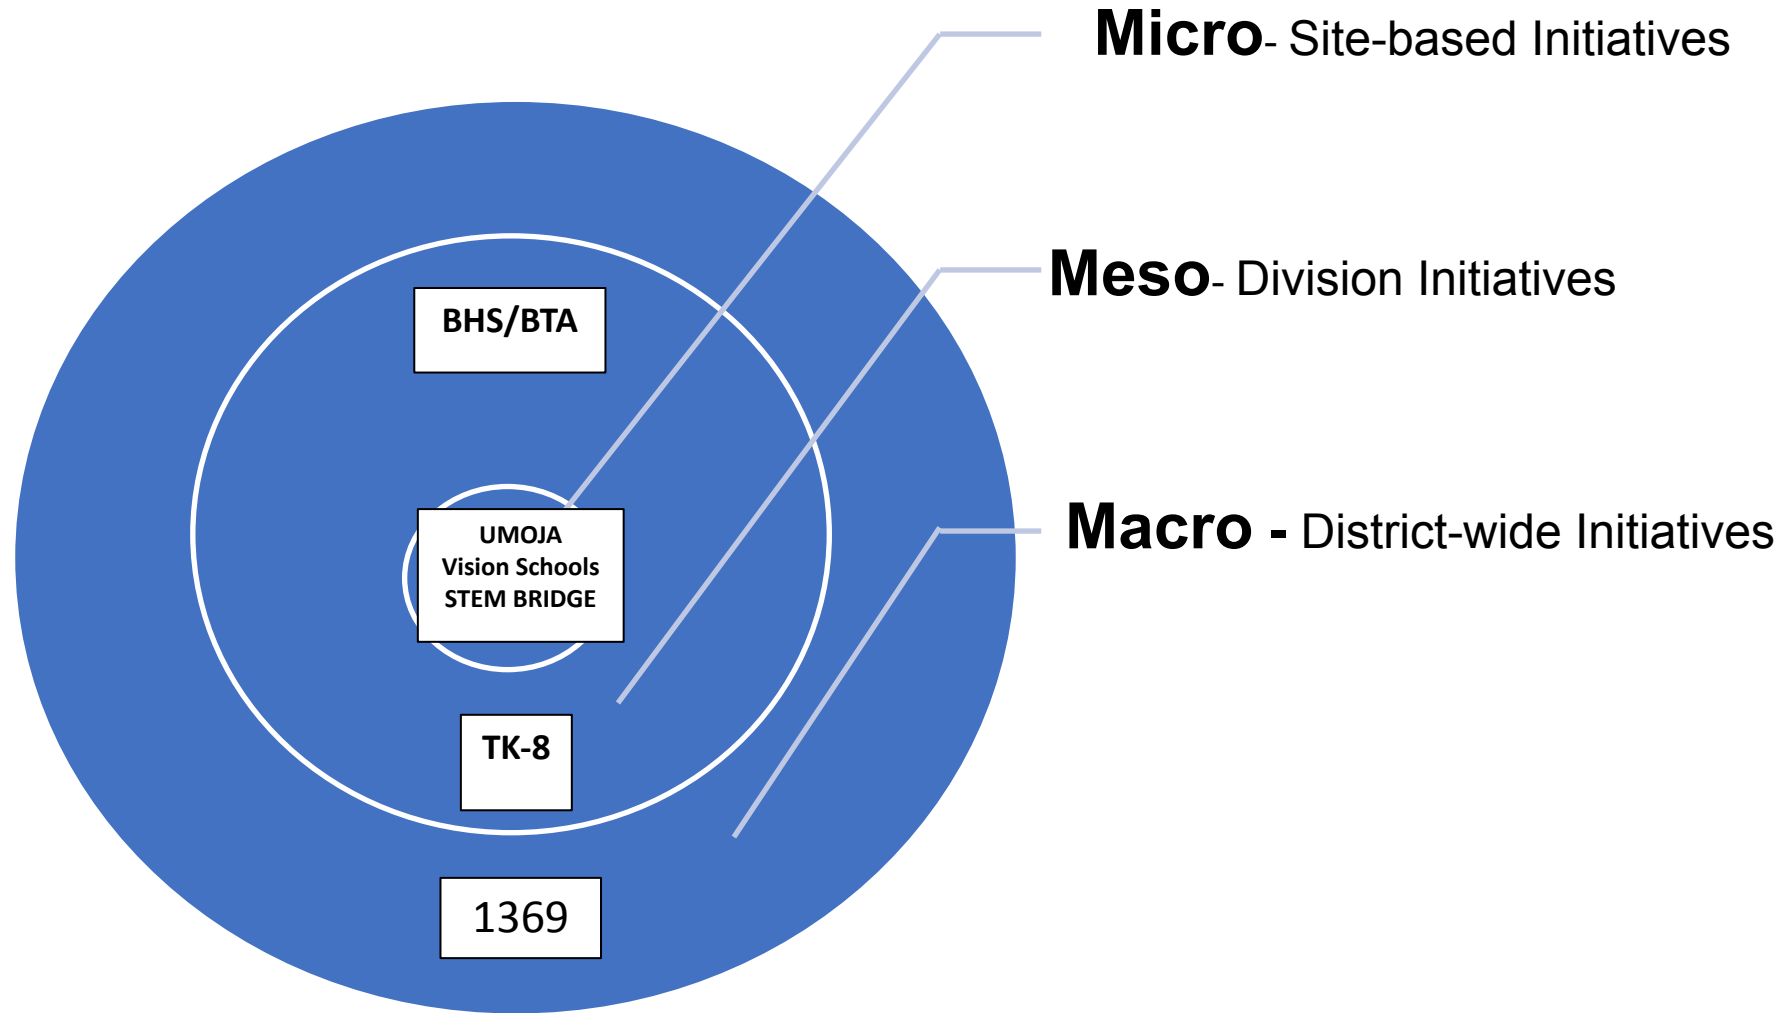 Micro- Site-based Initiatives
Meso- Division Initiatives
BHS/BTA
Macro - District-wide Initiatives
UMOJA
Vision Schools
STEM BRIDGE
TK-8
1369